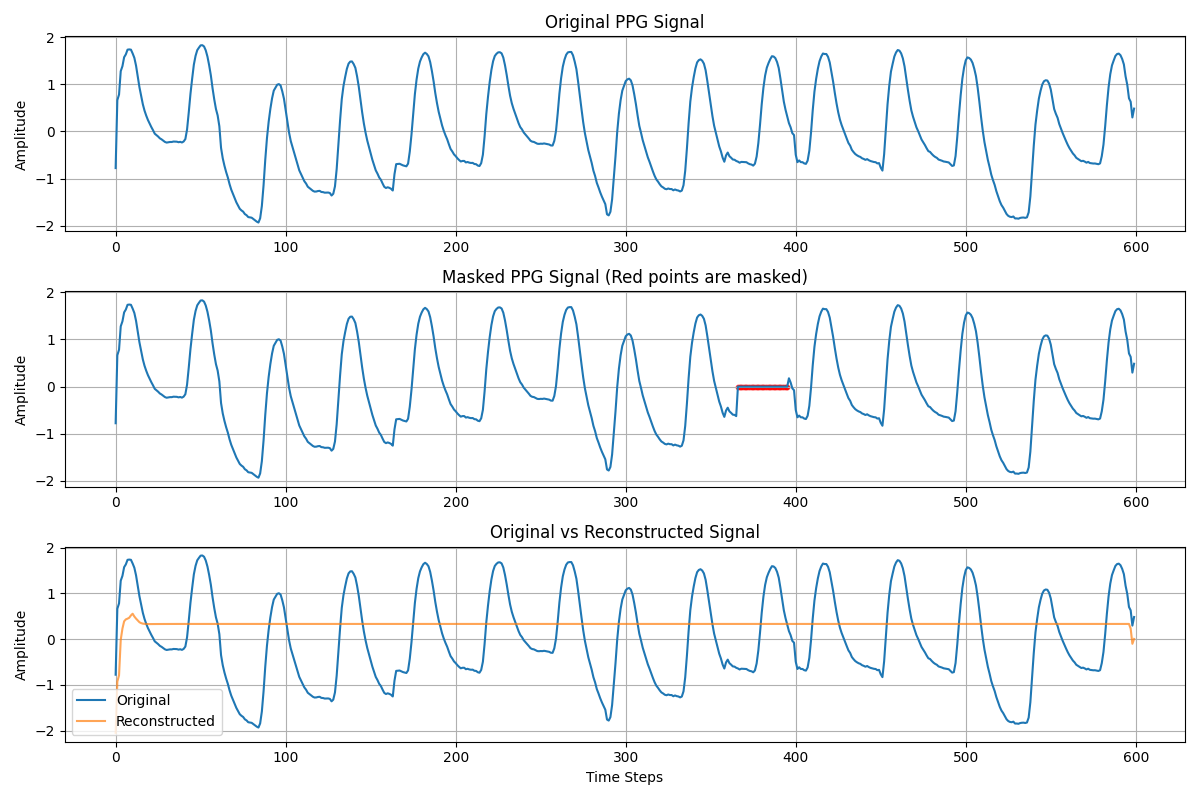 Original PPG Signal
Amplitude
2
1
0
−1
−2
0 100 200 300 400 500 600
Masked PPG Signal (Red points are masked)
Amplitude
2
1
0
−1
−2
0 100 200 300 400 500 600
Original vs Reconstructed Signal
Amplitude
2
1
0
−1
−2
Original
Reconstructed
0 100 200 300 400 500 600
Time Steps